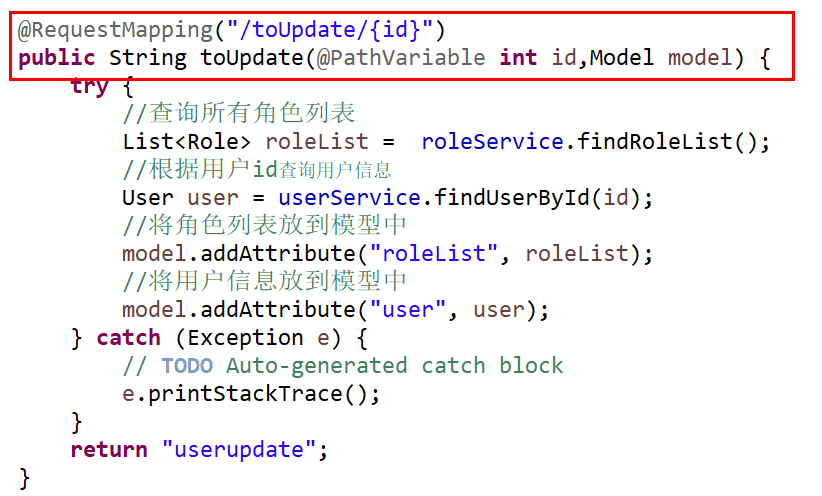 @RequestMapping("/toUpdate/{id}")
public String toUpdate(@PathVariable int id,Model model) {
try {
//查询所有角色列表
List<Role> roleList =  roleService.findRoleList();
//根据用户id查询用户信息
User user = userService.findUserById(id);
//将角色列表放到模型中
model.addAttribute("roleList", roleList);
//将用户信息放到模型中
model.addAttribute("user", user);
} catch (Exception e) {
// TODO Auto-generated catch block
e.printStackTrace();
}
return "userupdate";
}